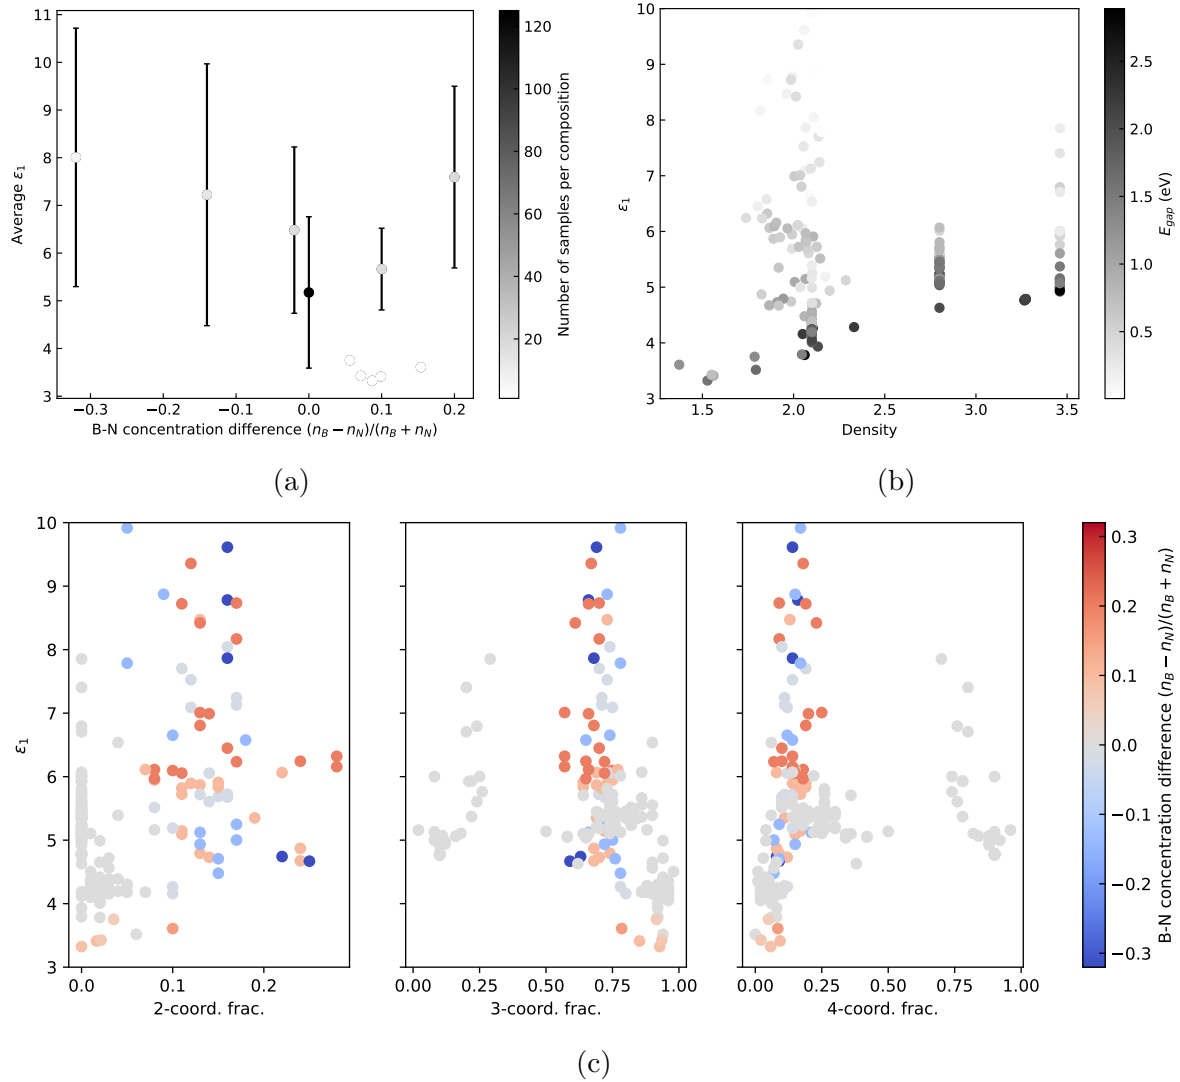 11
10
9
8
7
6
5
4
3
Average ε1
−0.3 −0.2 −0.1 0.0 0.1 0.2
B-N concentration difference (nB − nN)/(nB + nN)
120
100
80
60
40
20
Number of samples per composition
(a)
10
9
8
7
6
5
4
3
ε1
1.5 2.0 2.5 3.0 3.5
Density
2.5
2.0
1.5
1.0
0.5
Egap (eV)
(b)
10
9
8
7
6
5
4
3
ε1
0.0 0.1 0.2
2-coord. frac.
0.00 0.25 0.50 0.75 1.00
3-coord. frac.
0.00 0.25 0.50 0.75 1.00
4-coord. frac.
0.3
0.2
0.1
0.0
−0.1
−0.2
−0.3
B-N concentration difference (nB − nN)/(nB + nN)
(c)